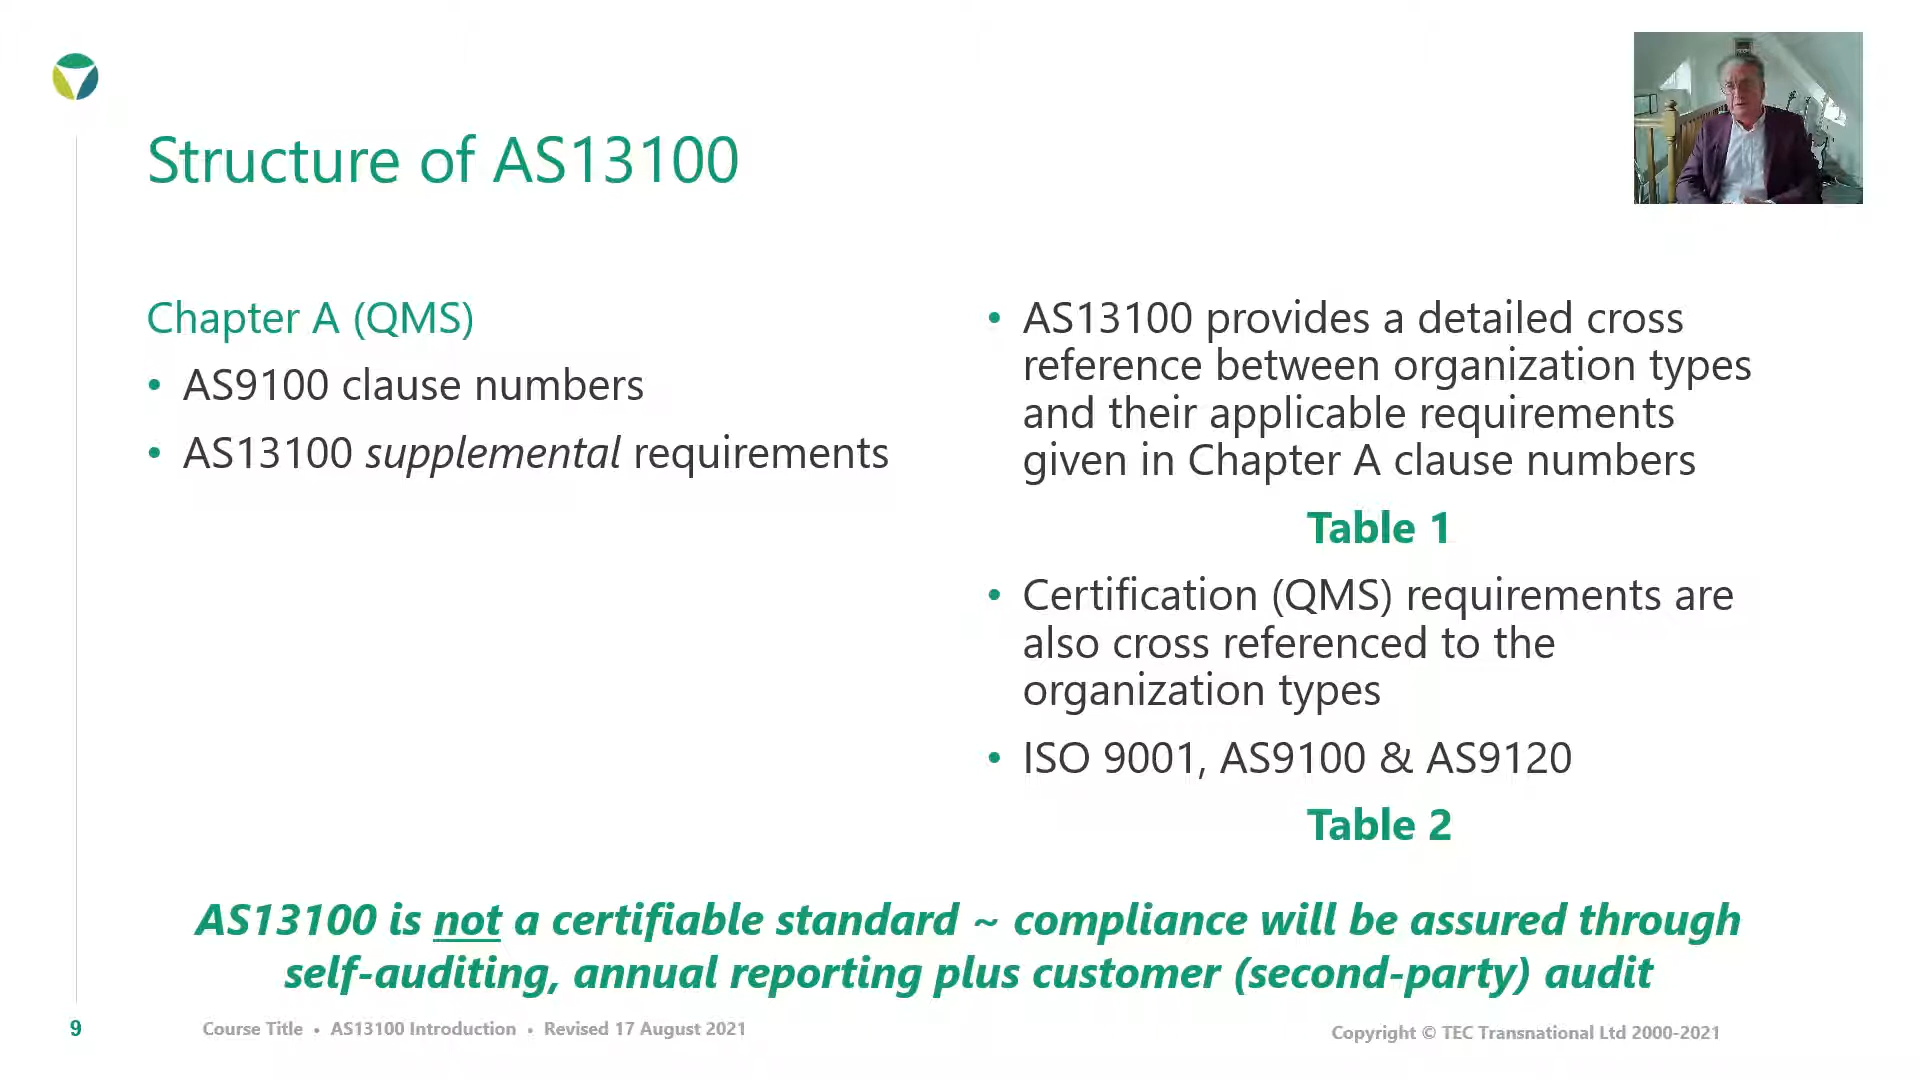 Structure of AS13100
Chapter A (QMS)
• AS9100 clause numbers
• AS13100 supplemental requirements
• AS13100 provides a detailed cross
reference between organization types
and their applicable requirements
given in Chapter A clause numbers
Table 1
• Certification (QMS) requirements are
also cross referenced to the
organization types
• ISO 9001, AS9100 & AS9120
Table 2
AS13100 is not a certifiable standard ~ compliance will be assured through
self-auditing, annual reporting plus customer (second-party) audit
9
Course Title • AS13100 Introduction • Revised 17 August 2021
Copyright © TEC Transnational Ltd 2000-2021